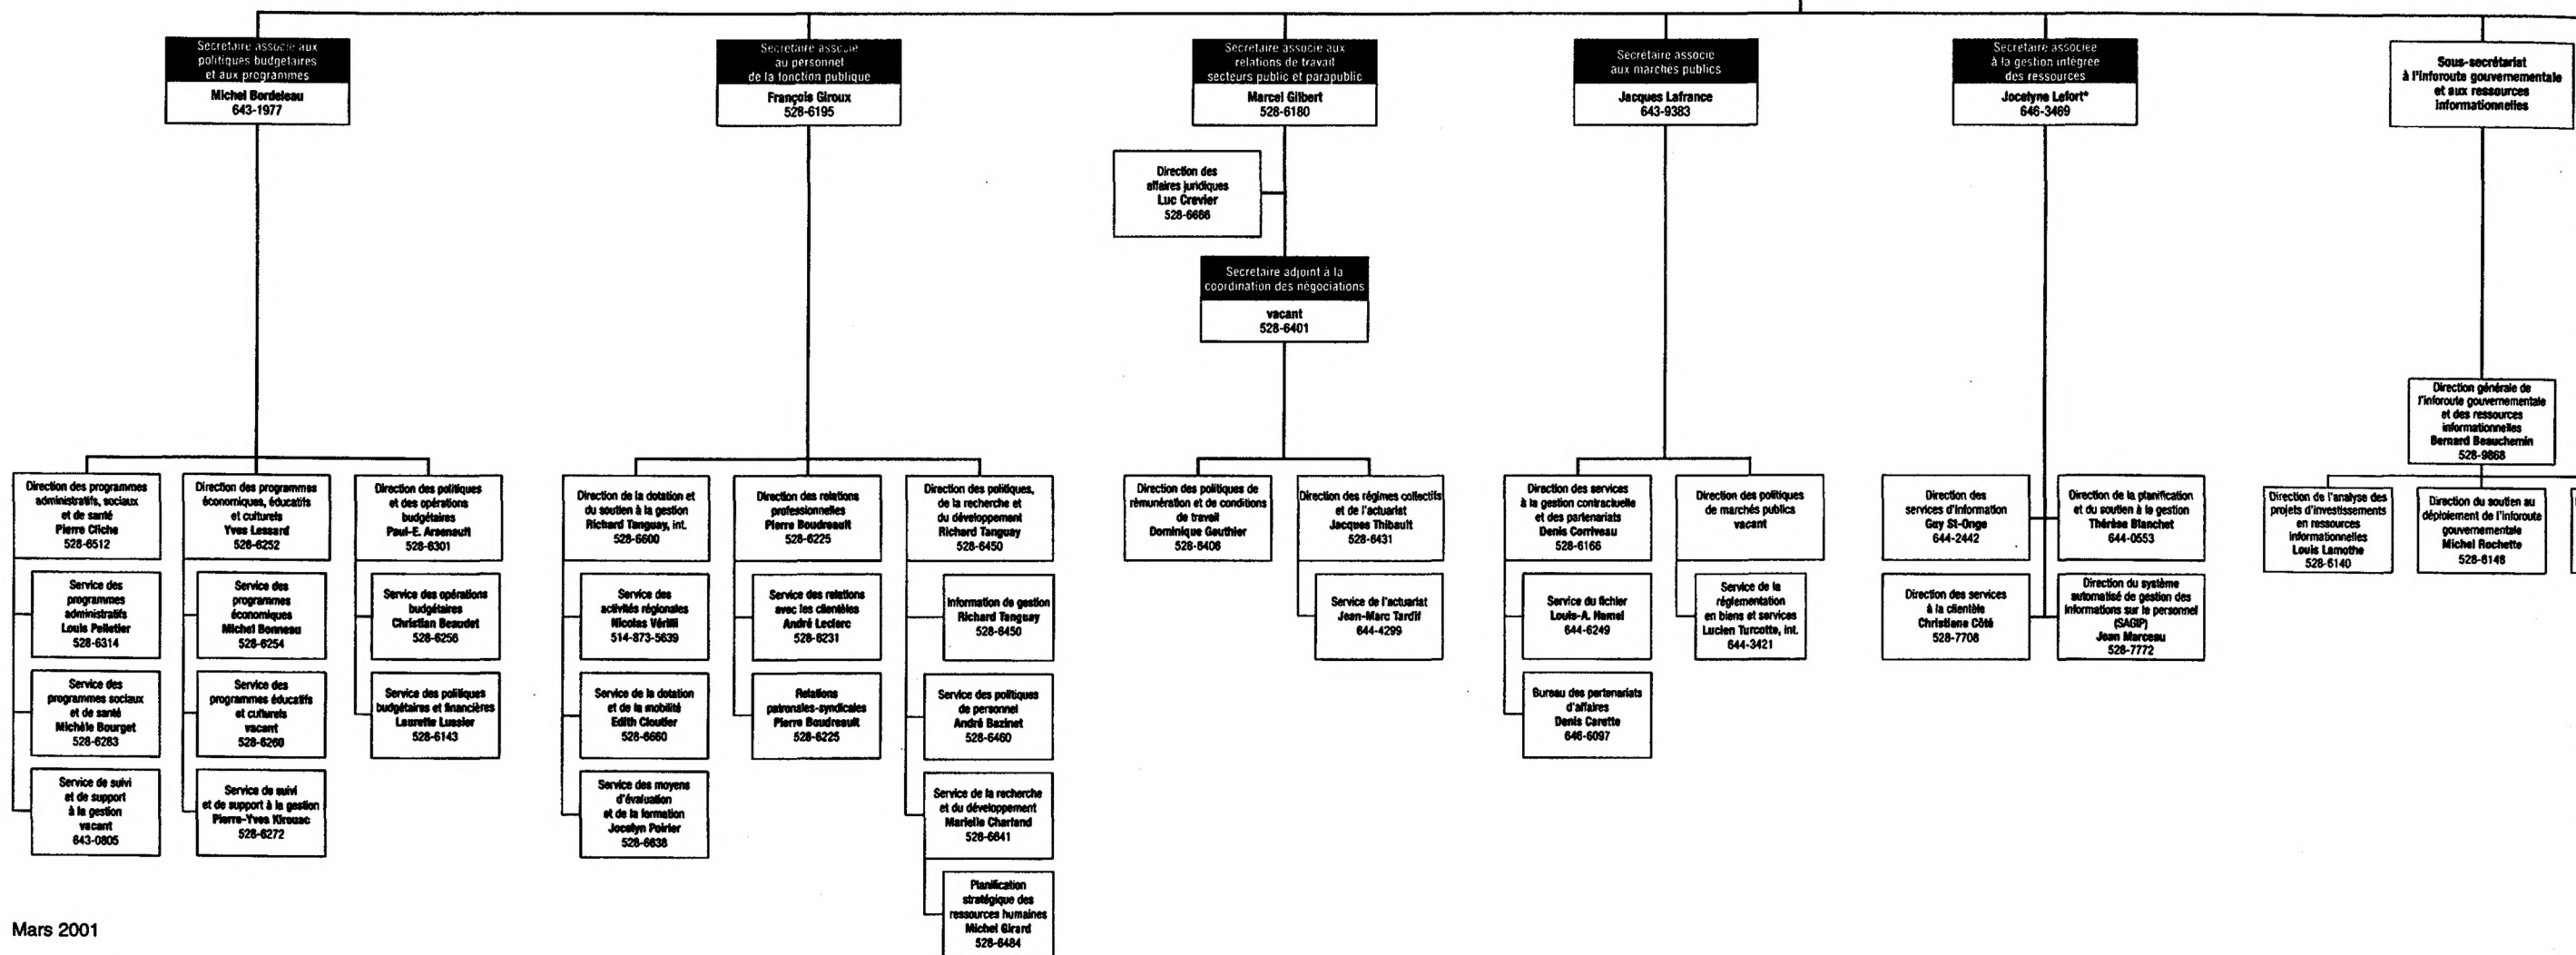 Secrétaire associé aux
politiques budgétaires
et aux programmes
Michel Bordeleau
643-1977
Secrétaire associé
au personnel
de la fonction publique
François Giroux
528-6195
Secrétaire associé aux
relations de travail
secteurs public et parapublic
Marcel Gilbert
528-6180
Secrétaire associé
aux marchés publics
Jacques Lafrance
643-9383
Secrétaire associée
à la gestion intégrée
des ressources
Jocelyne Lefort*
646-3469
Sous-secrétariat
à l'Inforoute gouvernementale
et aux ressources
Informationnelles
Direction des
affaires juridiques
Luc Crevier
528-6686
Secrétaire adjoint à la
coordination des négociations
vacant
528-6401
Direction générale de
l'inforoute gouvernementale
et des ressources
informationnelles
Bernard Beauchemin
528-9868
Direction des programmes
administratifs, sociaux
et de santé
Pierre Cliche
528-6512
Service des
programmes
administratifs
Louis Pelletier
528-6314
Service des
programmes sociaux
et de santé
Michèle Bourget
528-6283
Service de suivi
et de support
à la gestion
vacant
643-0805
Direction des programmes
économiques, éducatifs
et culturels
Yves Lessard
528-6252
Service des
programmes
économiques
Michel Bonneau
528-6254
Service des
programmes éducatifs
et culturels
vacant
528-6260
Service de suivi
et de support à la gestion
Pierre-Yves Kirouac
528-6272
Direction des politiques
et des opérations
budgétaires
Paul-E. Arsenault
528-6301
Service des opérations
budgétaires
Christian Beaudet
528-6256
Service des politiques
budgétaires et financières
Laurette Lussier
528-6143
Direction de la dotation et
du soutien à la gestion
Richard Tanguay, int.
528-6600
Service des
activités régionales
Nicolas Vérilli
514-873-5639
Service de la dotation
et de la mobilité
Edith Cloutier
528-6660
Service des moyens
d'évaluation
et de la formation
Jocelyn Poirier
528-6638
Direction des relations
professionnelles
Pierre Boudreault
528-6225
Service des relations
avec les clientèles
André Leclerc
528-6231
Relations
patronales-syndicales
Pierre Boudreault
528-6225
Direction des politiques,
de la recherche et
du développement
Richard Tanguay
528-6450
Information de gestion
Richard Tanguay
528-6450
Service des politiques
de personnel
André Bazinet
528-6460
Service de la recherche
et du développement
Marielle Charland
528-6641
Planification
stratégique des
ressources humaines
Michel Girard
528-6484
Direction des politiques de
rémunération et de conditions
de travail
Dominique Gauthier
528-6406
Direction des régimes collectifs
et de l'actuariat
Jacques Thibault
528-6431
Service de l'actuariat
Jean-Marc Tardif
644-4299
Direction des services
à la gestion contractuelle
et des partenariats
Denis Corriveau
528-6166
Service du fichier
Louis-A. Hamel
644-6249
Bureau des partenariats
d'affaires
Denis Carette
646-6097
Direction des politiques
de marchés publics
vacant
Service de la
réglementation
en biens et services
Lucien Turcotte, int.
644-3421
Direction des
services d'information
Guy St-Onge
644-2442
Direction de la planification
et du soutien à la gestion
Thérèse Blanchet
644-0553
Direction des services
à la clientèle
Christiane Côté
528-7708
Direction du système
automatisé de gestion des
informations sur le personnel
(SAGIP)
Jean Marceau
528-7772
Direction de l'analyse des
projets d'investissements
en ressources
informationnelles
Louis Lamothe
528-6140
Direction du soutien au
déploiement de l'inforoute
gouvernementale
Michel Rochette
528-6146
Mars 2001